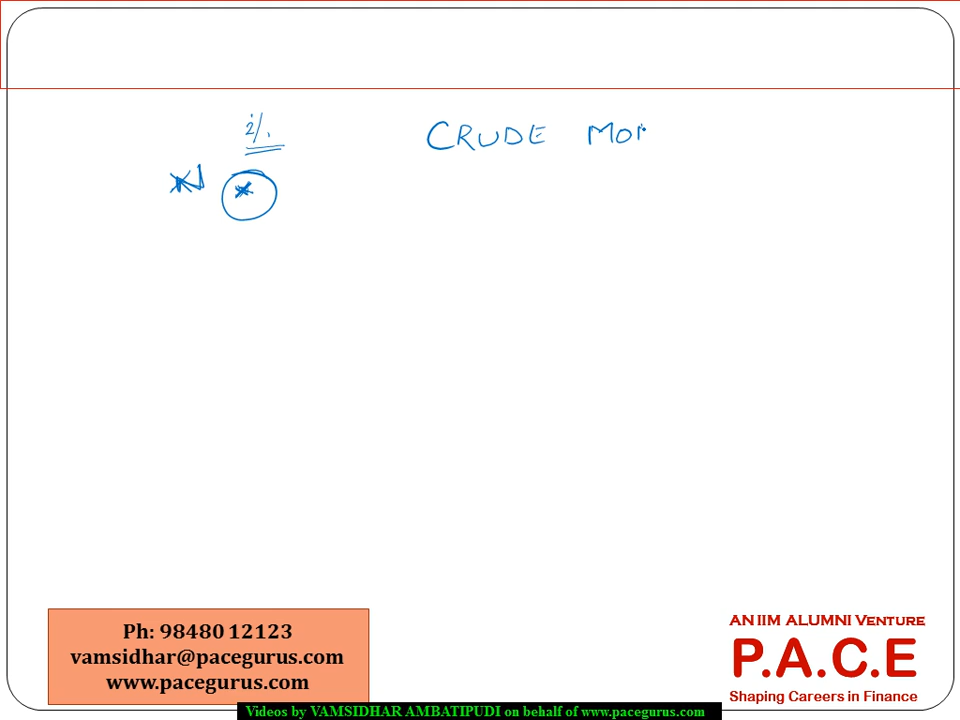 2%.
CRUDE MON
Ph: 98480 12123
vamsidhar@pacegurus.com
www.pacegurus.com
AN IIM ALUMNI VENTURE
P.A.C.E
Shaping Careers in Finance
Videos by VAMSIDHAR AMBATIPUDI on behalf of www.pacegurus.com